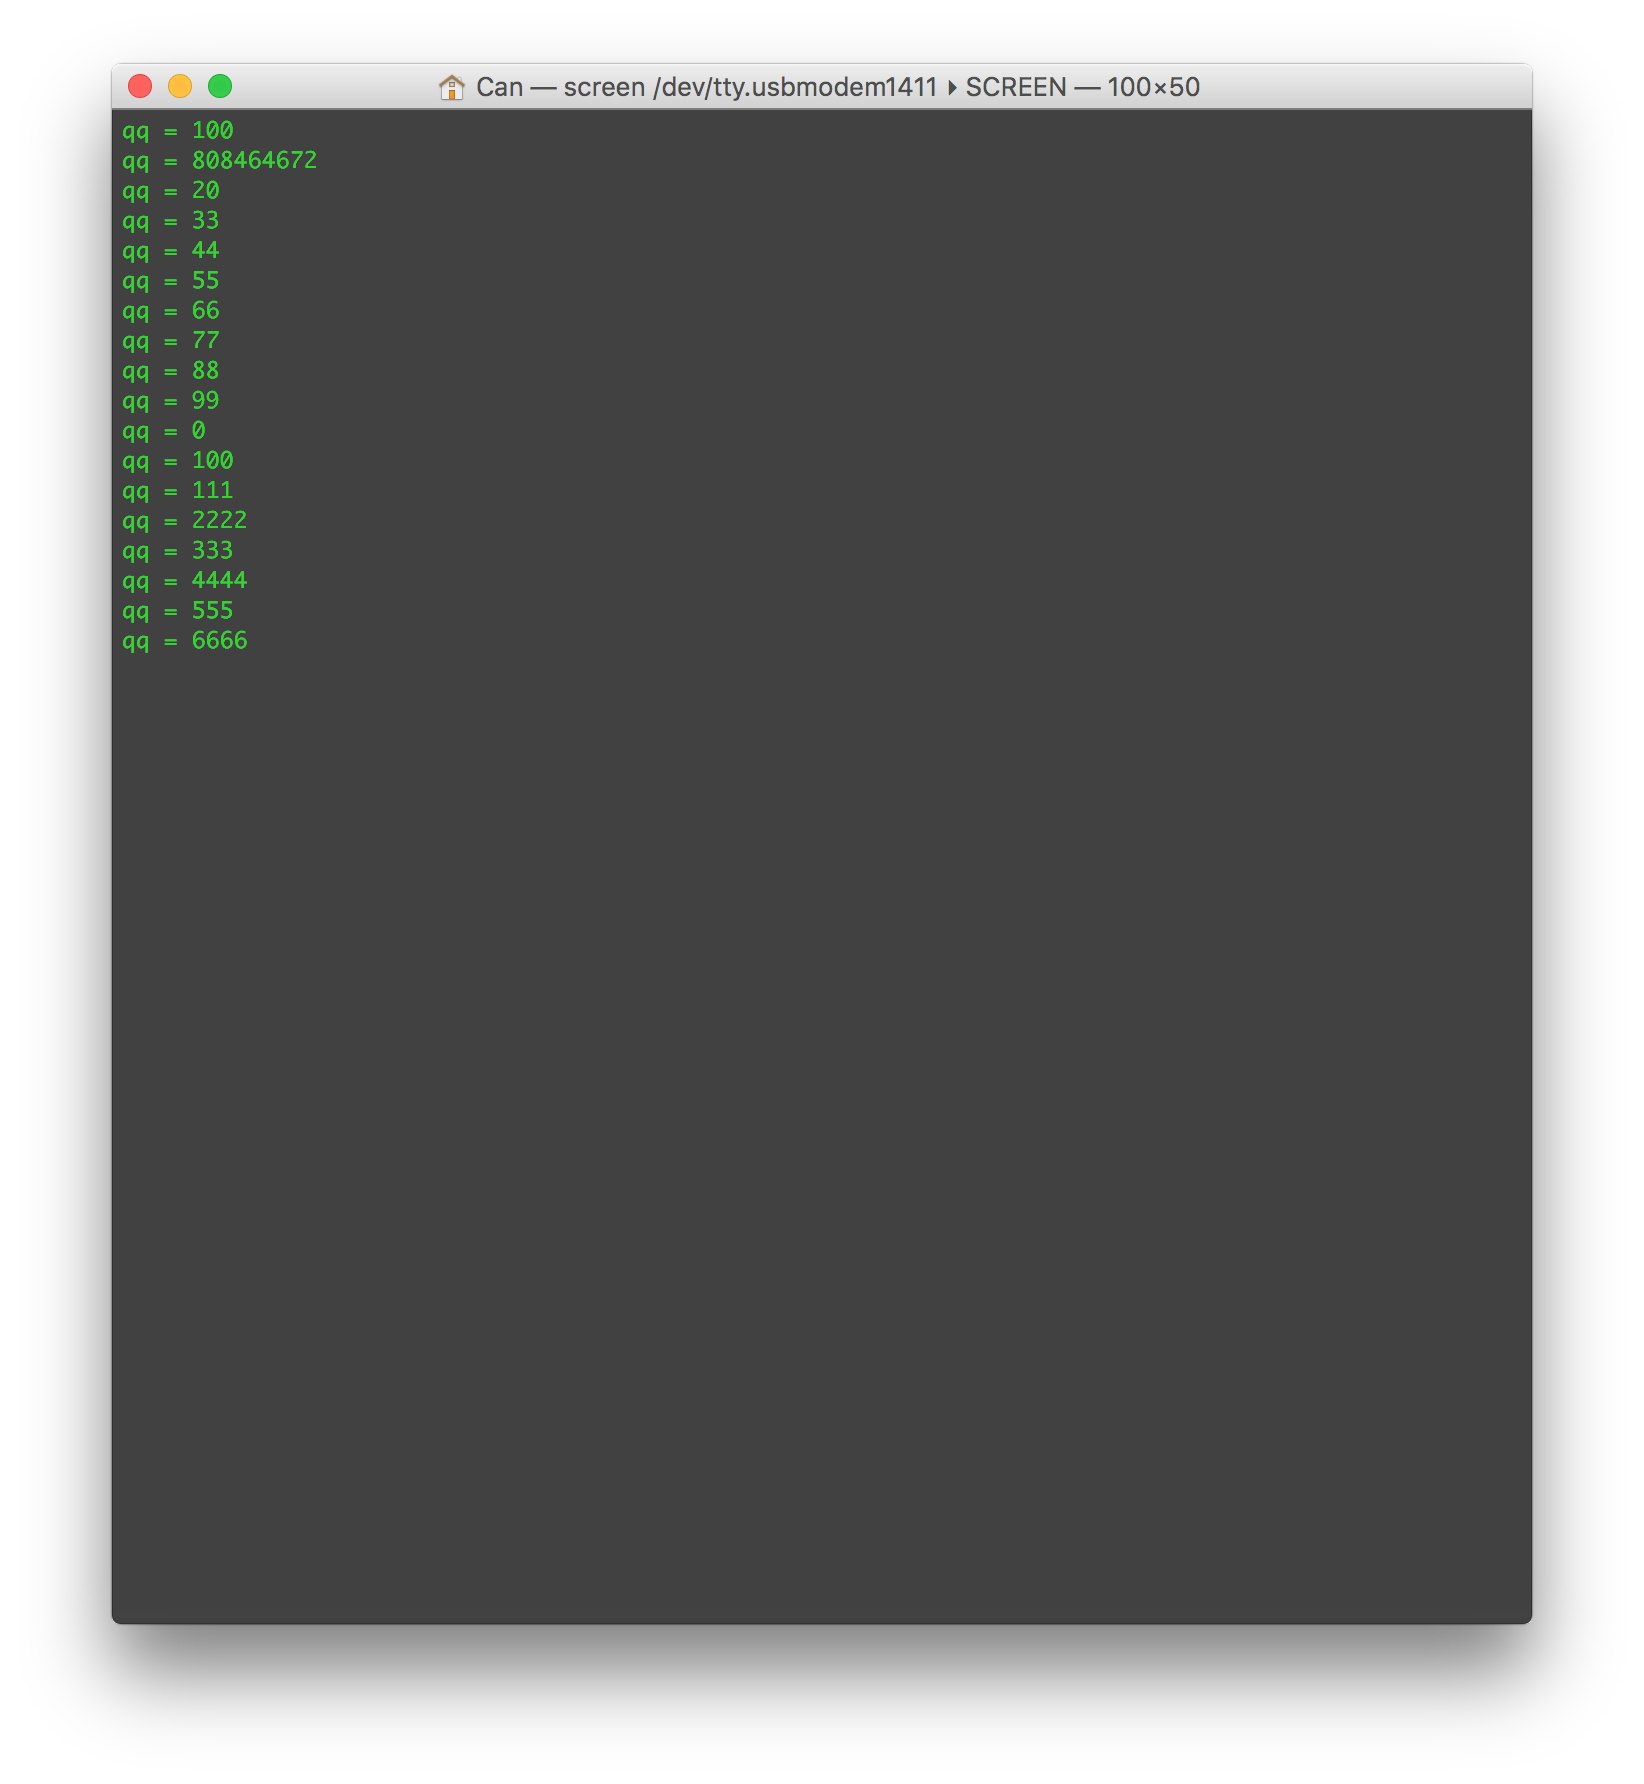 Can — screen /dev/tty.usbmodem1411 ▸ SCREEN — 100×50
qq = 100
qq = 808464672
qq = 20
qq = 33
qq = 44
qq = 55
qq = 66
qq = 77
qq = 88
qq = 99
qq = 0
qq = 100
qq = 111
qq = 2222
qq = 333
qq = 4444
qq = 555
qq = 6666